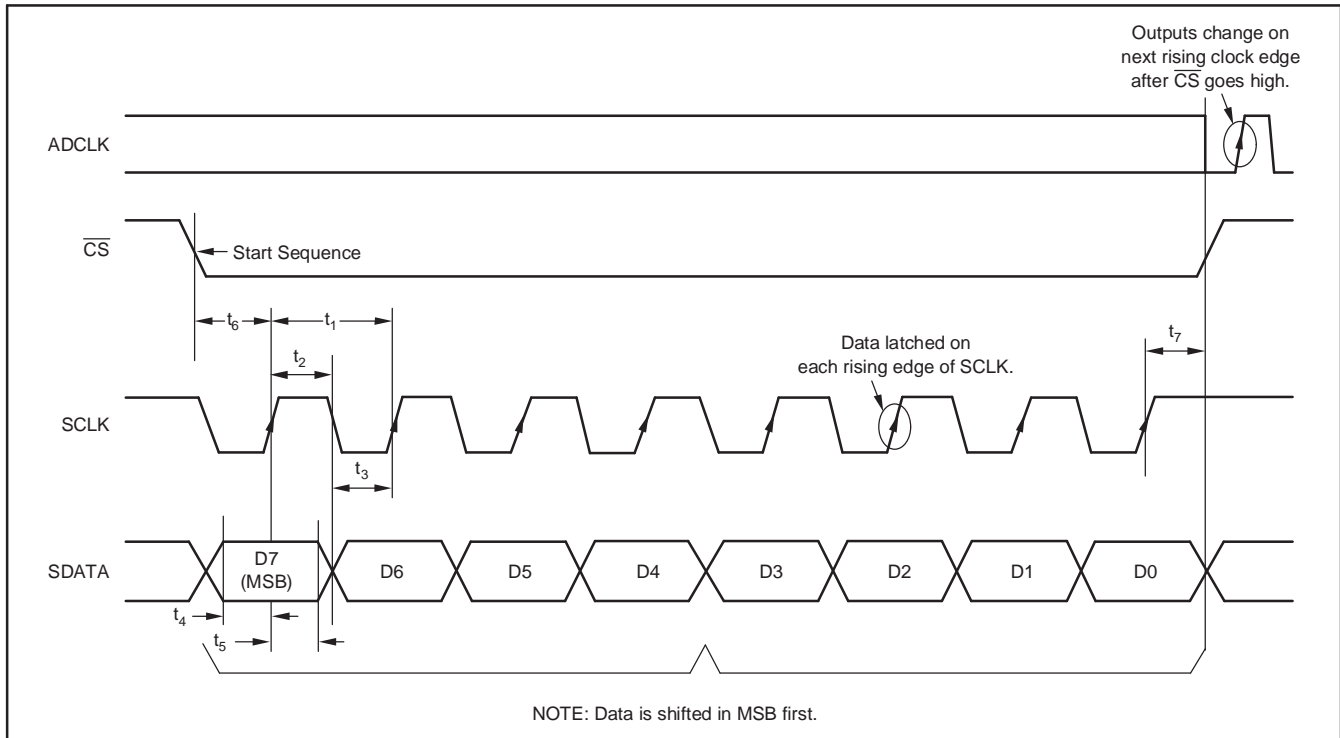 Outputs change on
next rising clock edge
after C̅S̅ goes high.
ADCLK
C̅S̅
Start Sequence
t6
t1
t2
Data latched on
each rising edge of SCLK.
t7
SCLK
t3
SDATA
D7
(MSB)
D6
D5
D4
D3
D2
D1
D0
t4
t5
NOTE: Data is shifted in MSB first.